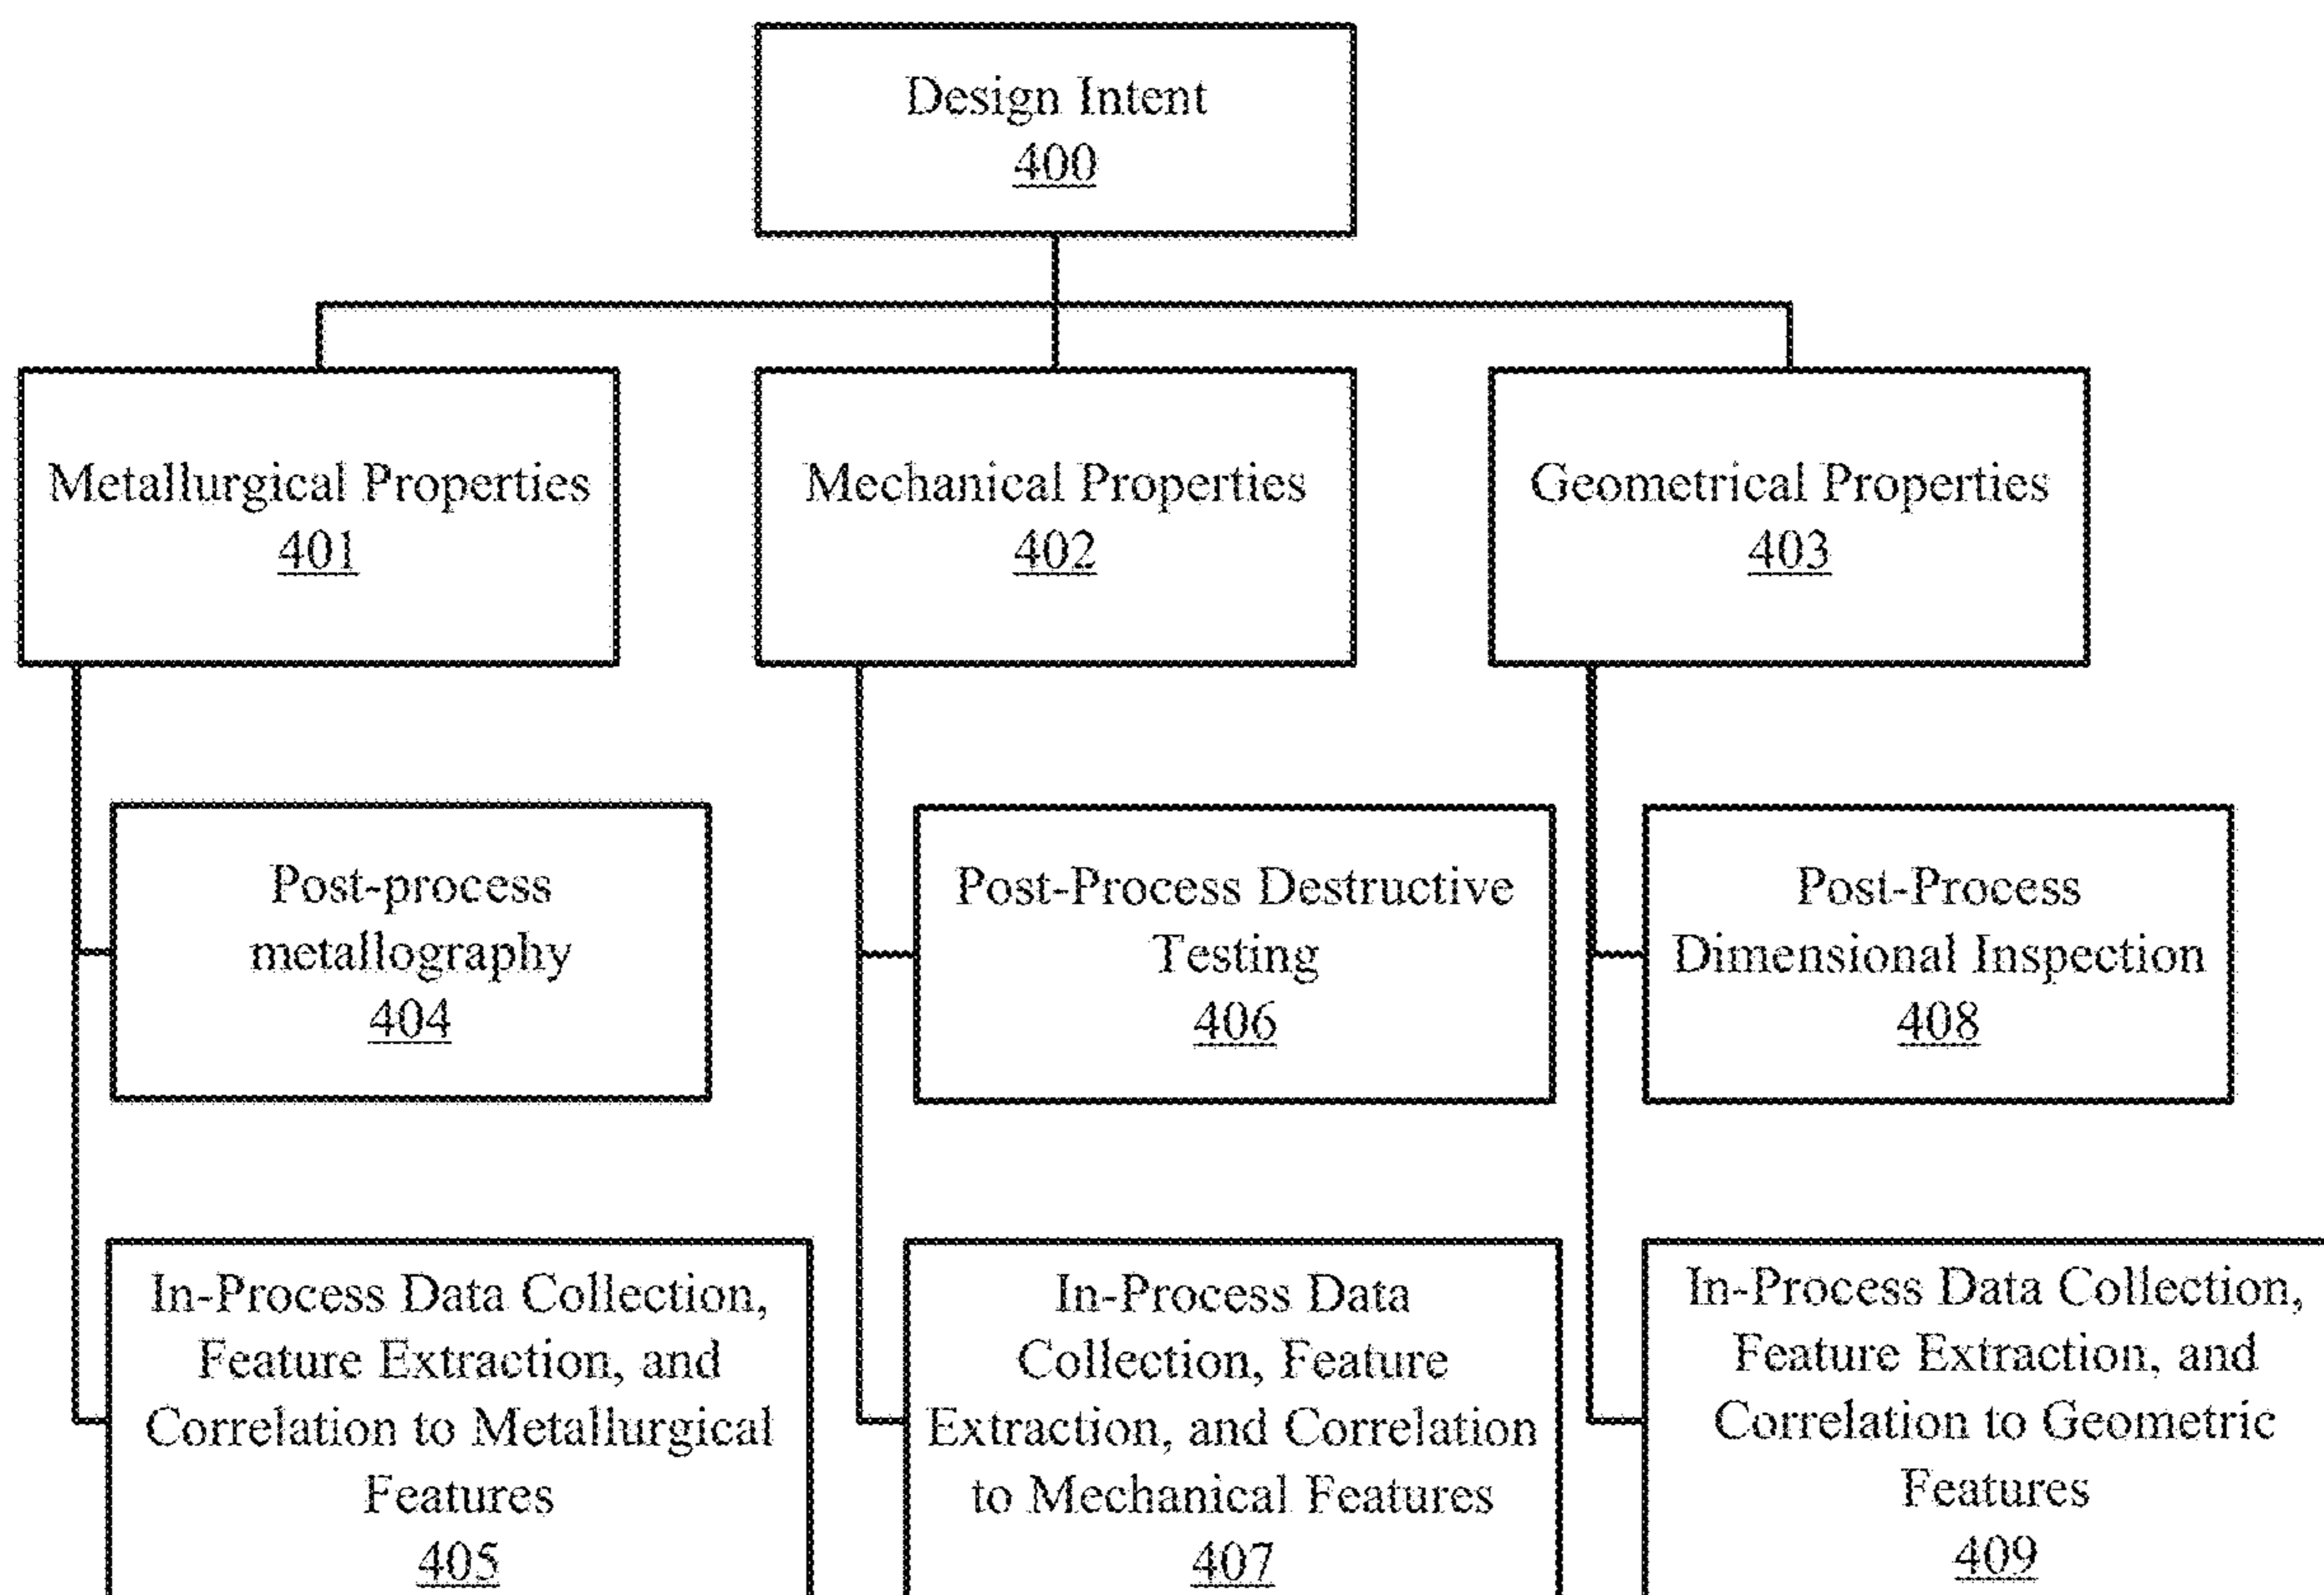 Design Intent
400
Metallurgical Properties
401
Mechanical Properties
402
Geometrical Properties
403
Post-process
metallography
404
Post-Process Destructive
Testing
406
Post-Process
Dimensional Inspection
408
In-Process Data Collection,
Feature Extraction, and
Correlation to Metallurgical
Features
405
In-Process Data
Collection, Feature
Extraction, and Correlation
to Mechanical Features
407
In-Process Data Collection,
Feature Extraction, and
Correlation to Geometric
Features
409